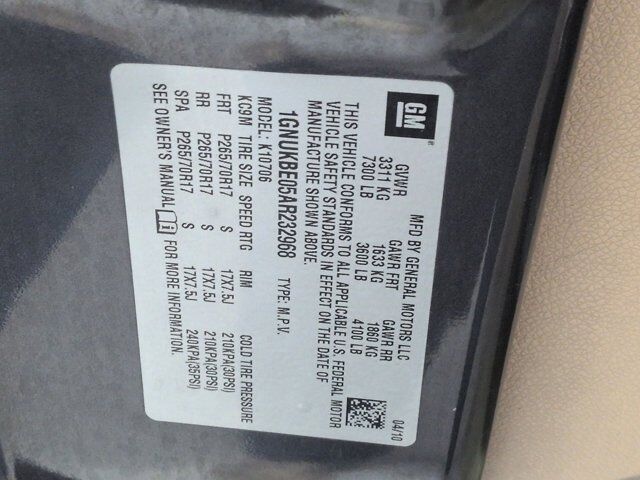 GM
MFD BY GENERAL MOTORS LLC 04/10
GVWR GAWR FRT GAWR RR
3311 KG 1633 KG 1860 KG
7300 LB 3600 LB 4100 LB
THIS VEHICLE CONFORMS TO ALL APPLICABLE U.S. FEDERAL MOTOR
VEHICLE SAFETY STANDARDS IN EFFECT ON THE DATE OF
MANUFACTURE SHOWN ABOVE.
1GNUKBE05AR232968 TYPE: M.P.V.
MODEL: K10706
KC9M TIRE SIZE SPEED RTG RIM COLD TIRE PRESSURE
FRT P265/70R17 S 17X7.5J 210KPA(30PSI)
RR P265/70R17 S 17X7.5J 210KPA(30PSI)
SPA P265/70R17 S 17X7.5J 240KPA(35PSI)
SEE OWNER'S MANUAL FOR MORE INFORMATION.